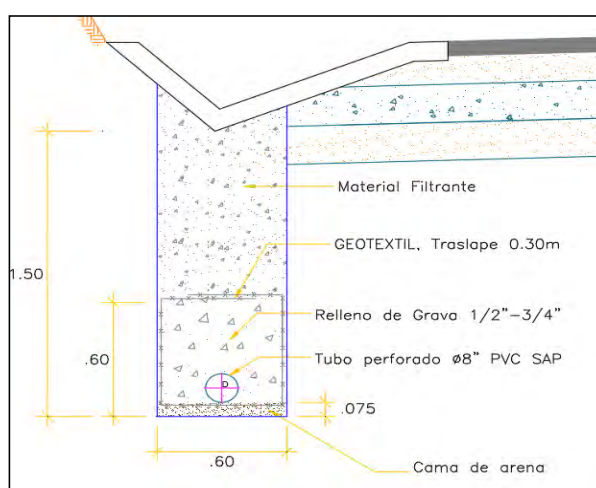 Material Filtrante
GEOTEXTIL, Traslape 0.30m
1.50
Relleno de Grava 1/2"-3/4"
.60
Tubo perforado ø8" PVC SAP
D
.075
.60
Cama de arena